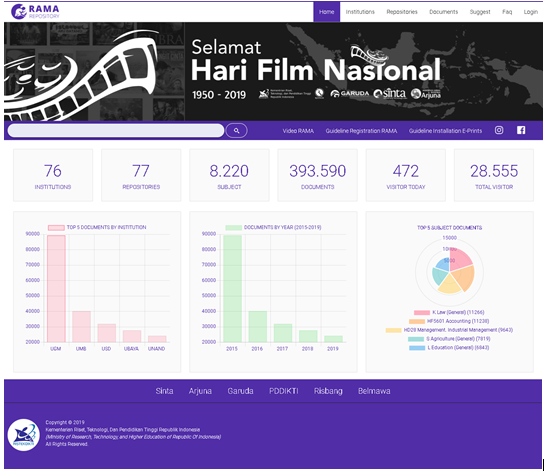 RAMA
REPOSITORY
Home Institutions Repositories Documents Suggest Faq Login
Selamat
Hari Film Nasional
1950 - 2019
GARUDA sinta Arjuna
Video RAMA Guideline Registration RAMA Guideline Installation E-Prints
76 77 8.220 393.590 472 28.555
INSTITUTIONS REPOSITORIES SUBJECT DOCUMENTS VISITOR TODAY TOTAL VISITOR
TOP 5 DOCUMENTS BY INSTITUTION
90000
80000
70000
60000
50000
40000
30000
20000
UGM UMB UGD UBAYA UNAND
DOCUMENTS BY YEAR (2015-2019)
90000
80000
70000
60000
50000
40000
30000
20000
2015 2016 2017 2018 2019
TOP 5 SUBJECT DOCUMENTS
15000
K Law (General) (11266)
HF5601 Accounting (11230)
HD28 Management. Industrial Management (9643)
S Agriculture (General) (7819)
L Education (General) (6843)
Sinta Arjuna Garuda PDDIKTI Risbang Belmawa
Copyright © 2019
Kementerian Riset, Teknologi, Dan Pendidikan Tinggi Republik Indonesia
(Ministry of Research, Technology and Higher Education of Republic Of Indonesia)
All Rights Reserved.